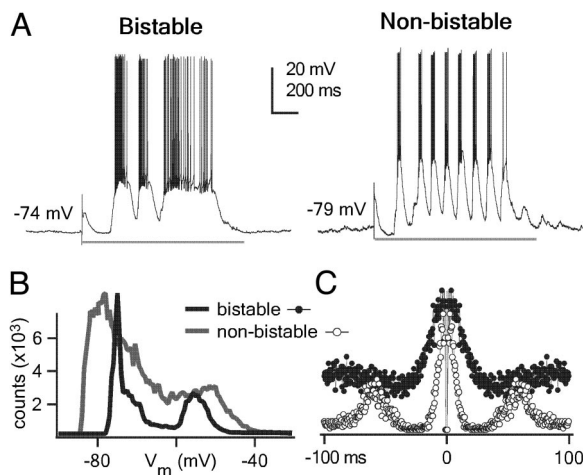 A
Bistable
Non-bistable
20 mV
200 ms
-74 mV
-79 mV
B
bistable
non-bistable
C
counts (x10³)
6
4
2
-80
-40
Vm (mV)
-100 ms
0
100